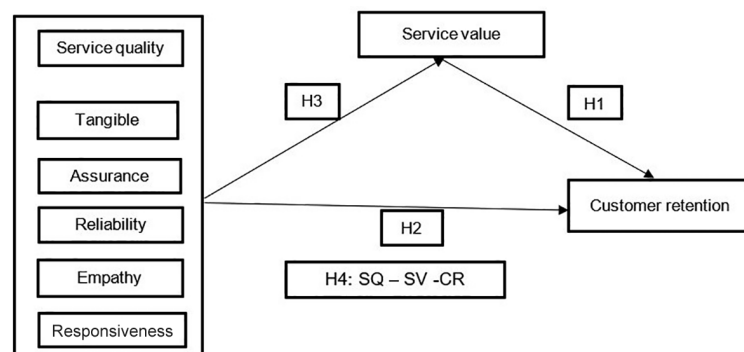 Service quality
Tangible
Assurance
Reliability
Empathy
Responsiveness
Service value
H3
H1
H2
Customer retention
H4: SQ – SV -CR